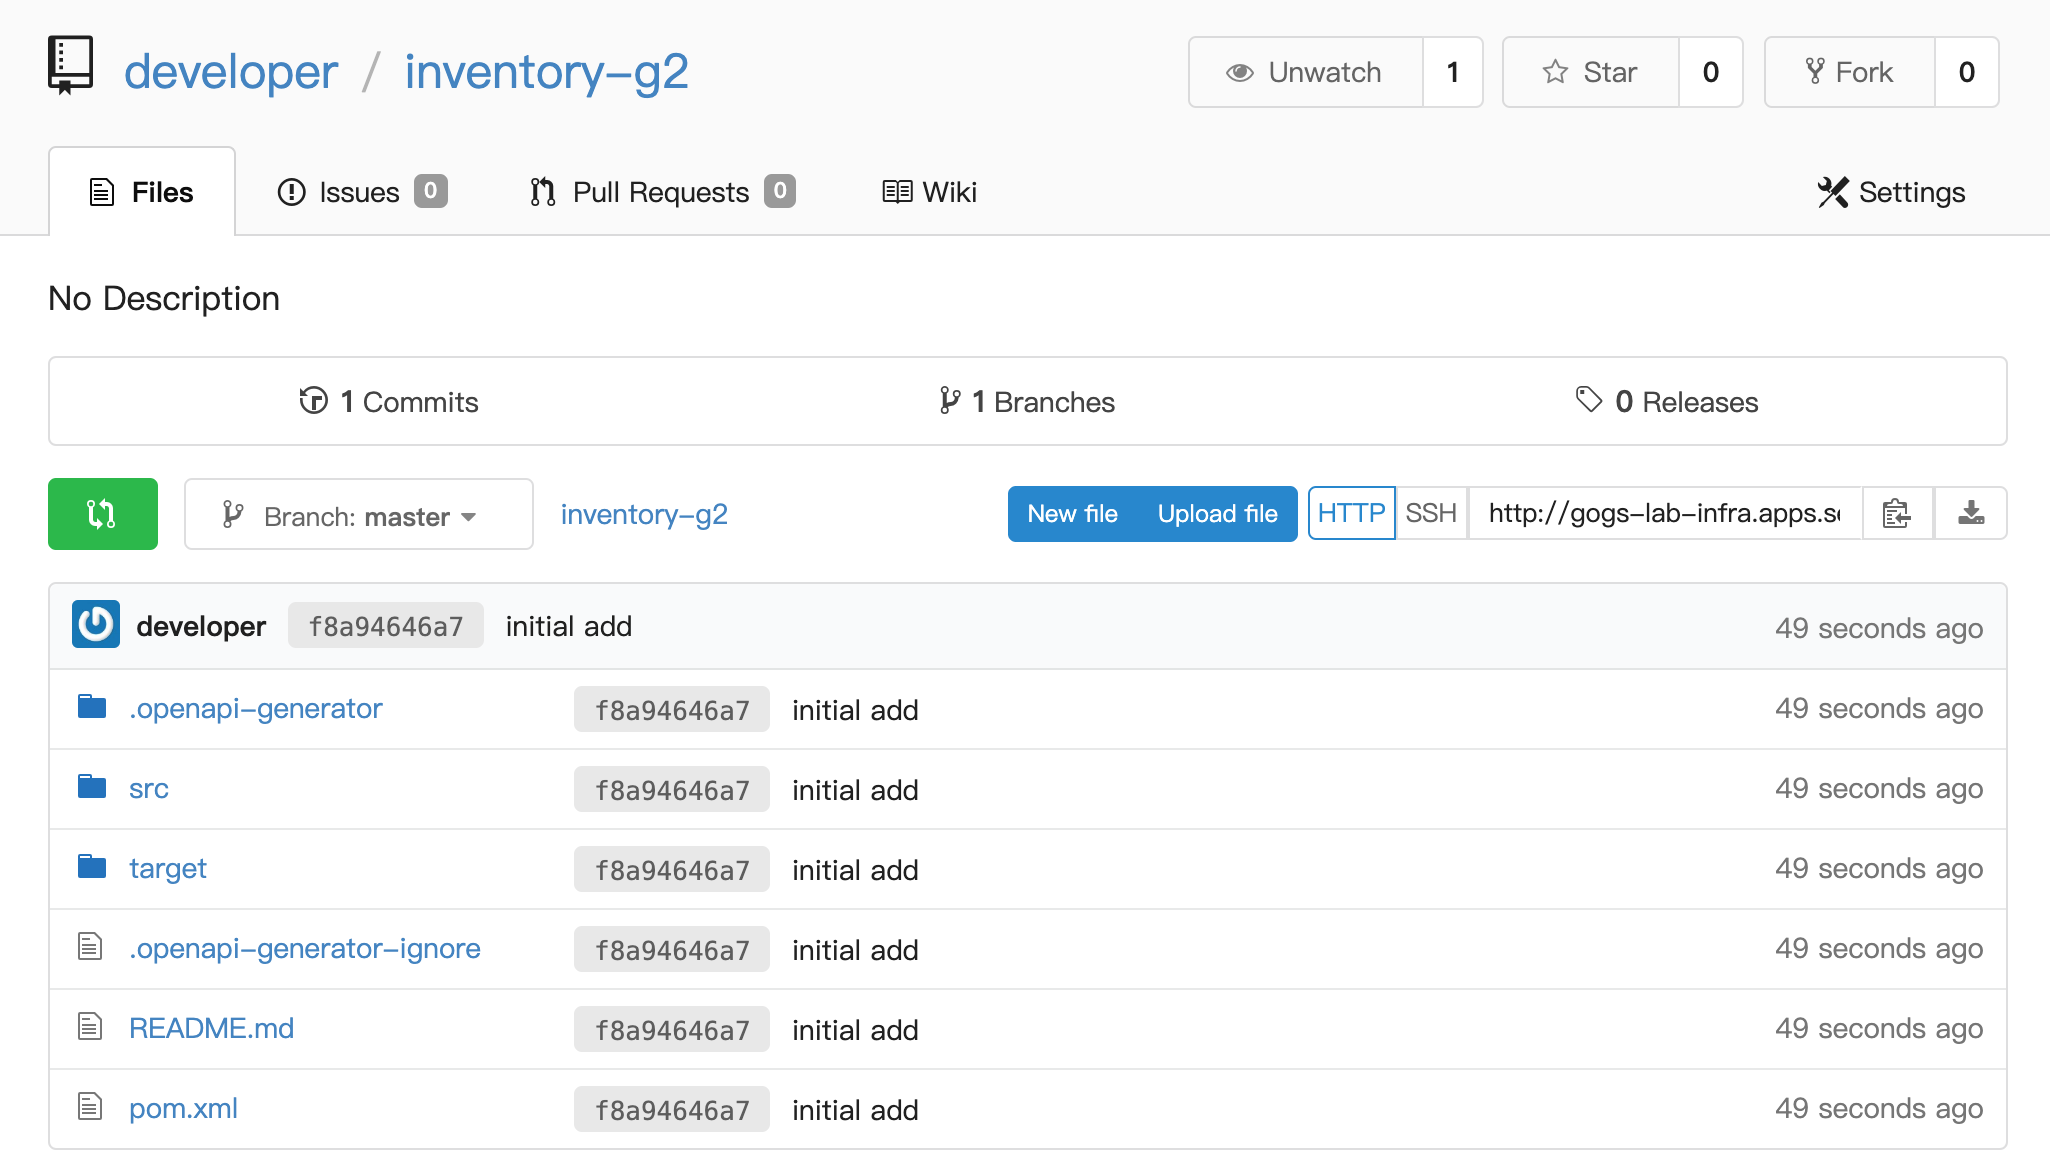 developer / inventory-g2
Unwatch 1 Star 0 Fork 0
Files Issues 0 Pull Requests 0 Wiki Settings
No Description
1 Commits 1 Branches 0 Releases
Branch: master inventory-g2 New file Upload file HTTP SSH http://gogs-lab-infra.apps.s
developer f8a94646a7 initial add 49 seconds ago
.openapi-generator f8a94646a7 initial add 49 seconds ago
src f8a94646a7 initial add 49 seconds ago
target f8a94646a7 initial add 49 seconds ago
.openapi-generator-ignore f8a94646a7 initial add 49 seconds ago
README.md f8a94646a7 initial add 49 seconds ago
pom.xml f8a94646a7 initial add 49 seconds ago